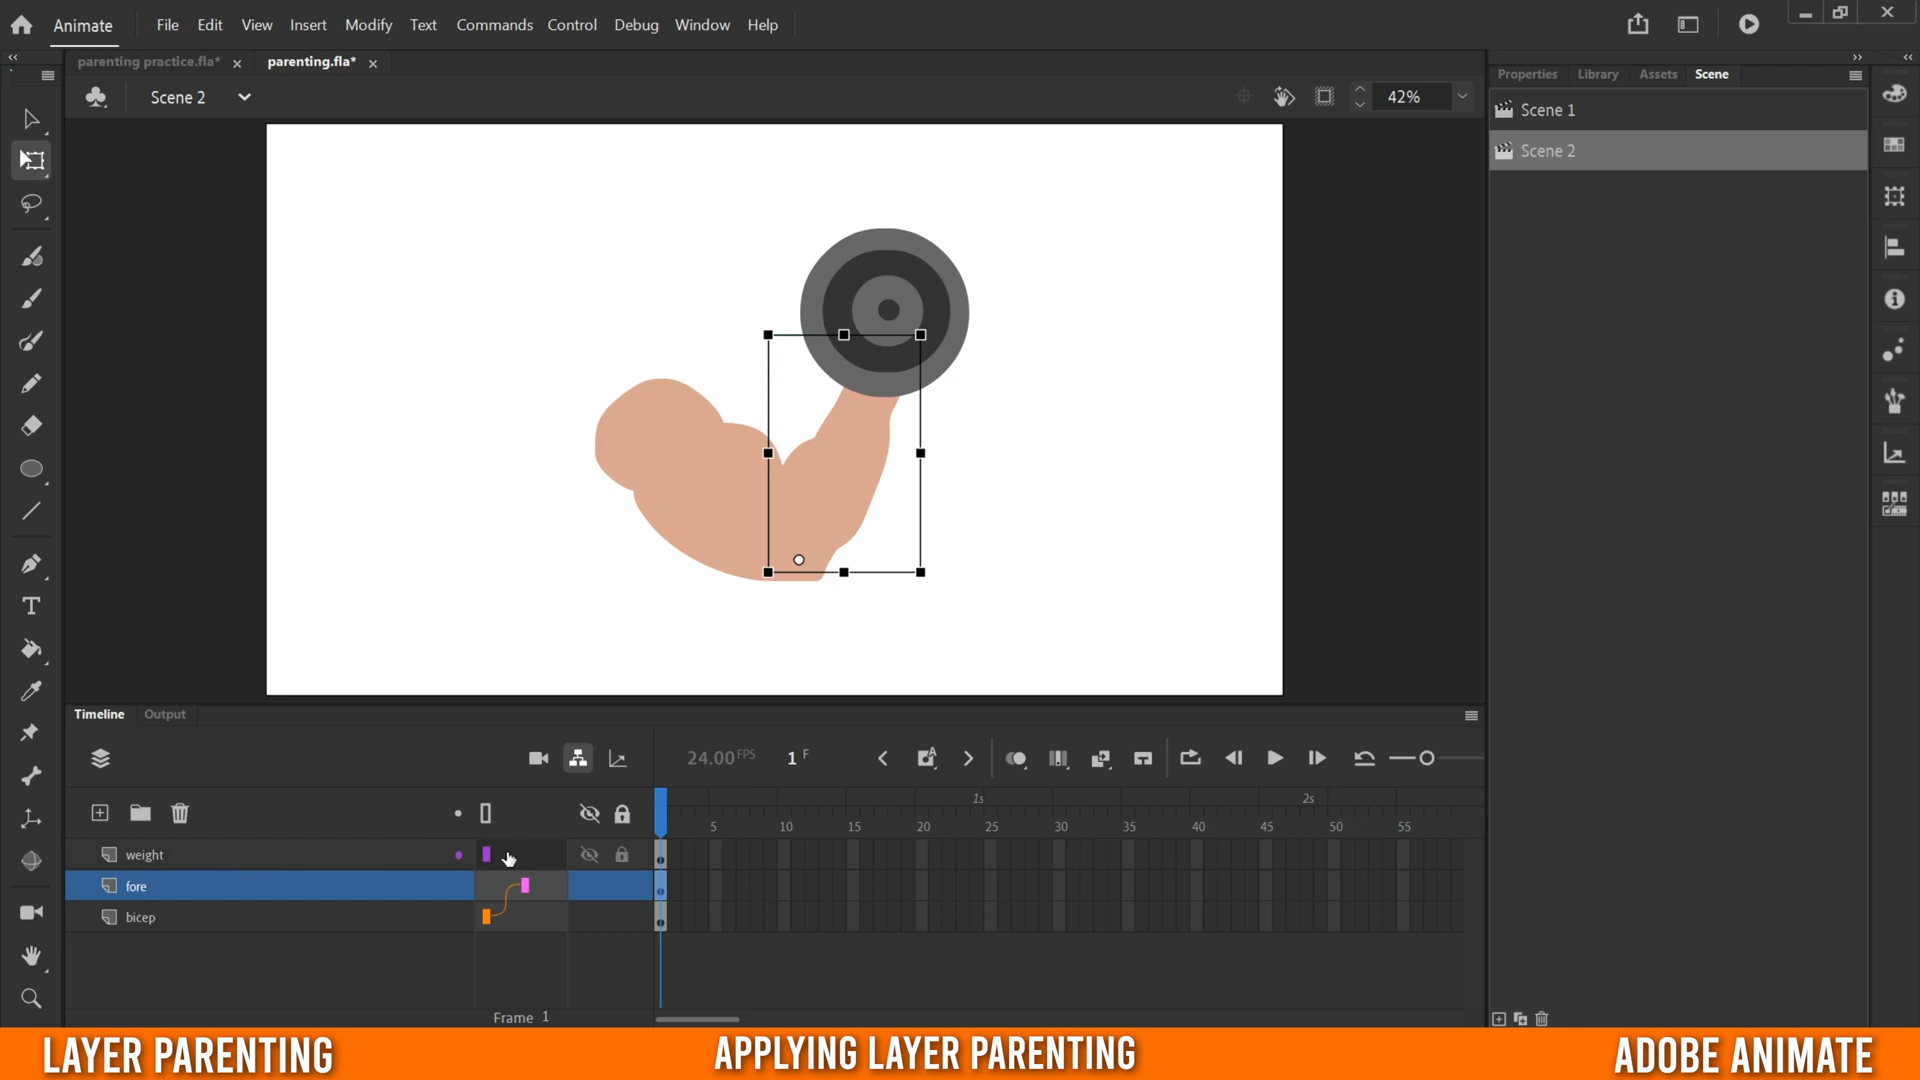 Animate File Edit View Insert Modify Text Commands Control Debug Window Help
parenting practice.fla* parenting.fla*
Properties Library Assets Scene
Scene 2 42%
Scene 1
Scene 2
Timeline Output
24.00 FPS 1 F
1s 2s
5 10 15 20 25 30 35 40 45 50 55
weight
fore
bicep
Frame 1
LAYER PARENTING APPLYING LAYER PARENTING ADOBE ANIMATE